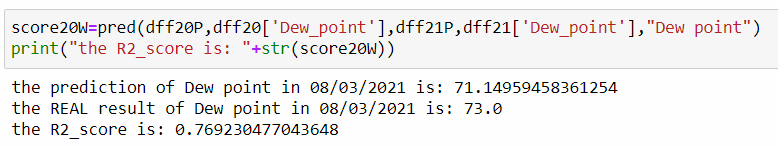 score20W=pred(dff20P,dff20['Dew_point'],dff21P,dff21['Dew_point'],"Dew point")
print("the R2_score is: "+str(score20W))
the prediction of Dew point in 08/03/2021 is: 71.14959458361254
the REAL result of Dew point in 08/03/2021 is: 73.0
the R2_score is: 0.769230477043648